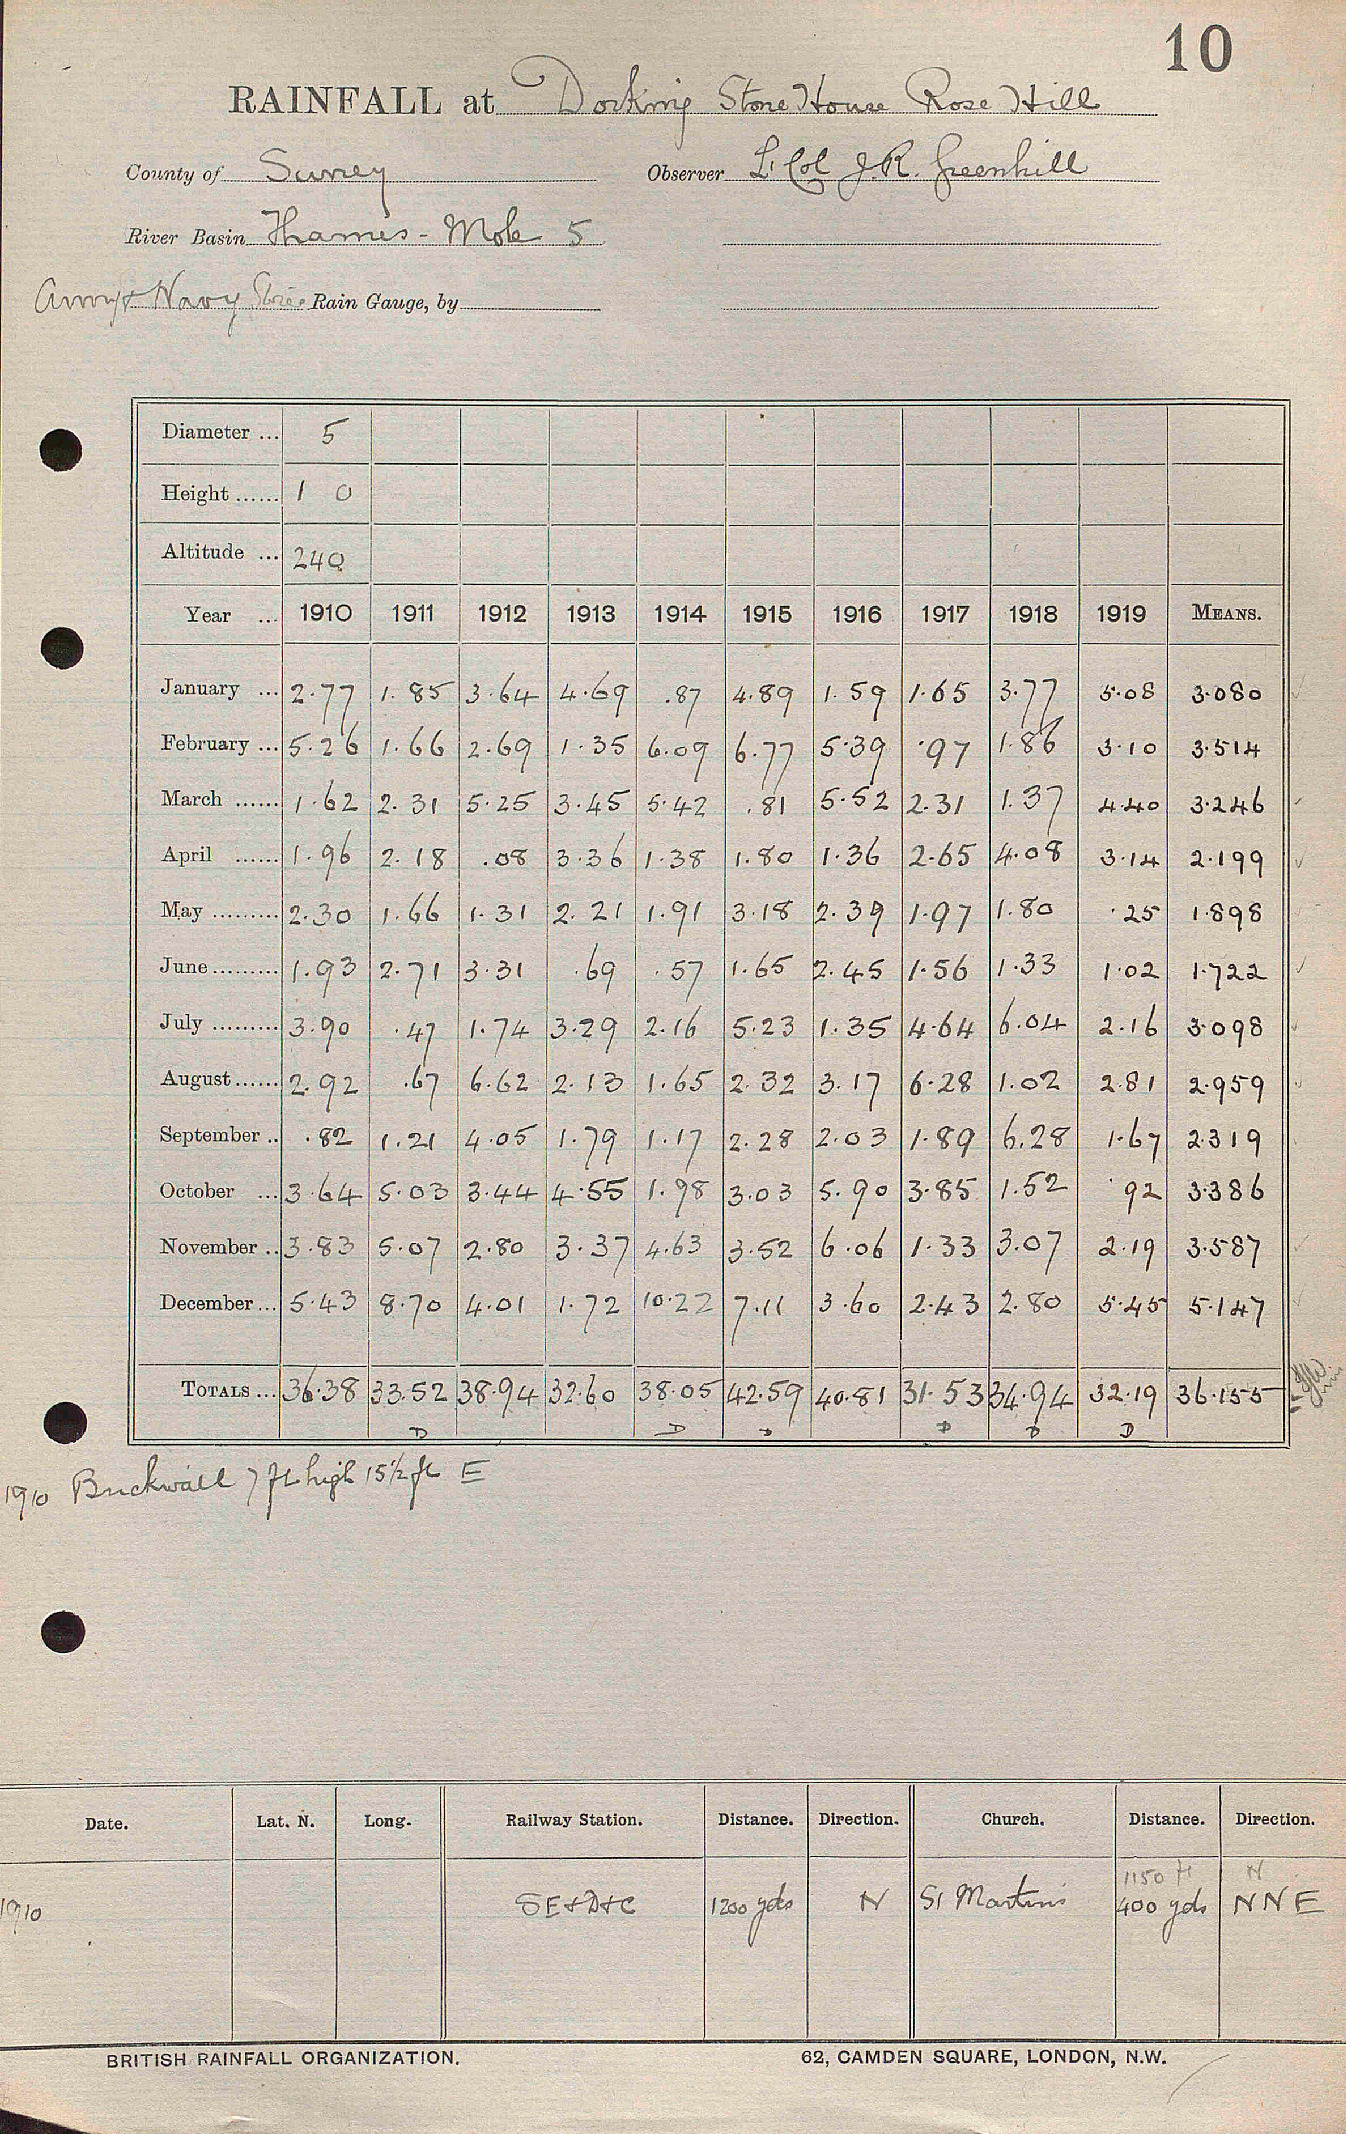 10
RAINFALL at Dorking Stone House Rose Hill
County of Surrey Observer Lt Col J.R. Greenhill
River Basin Thames - Mole 5
Army & Navy Stores Rain Gauge, by
Diameter ... 5
Height ...... 1 0
Altitude ... 240
Year ... 1910 1911 1912 1913 1914 1915 1916 1917 1918 1919 MEANS.
January ... 2.77 1.85 3.64 4.69 .87 4.89 1.59 1.65 3.77 5.08 3.080
February ... 5.26 1.66 2.69 1.35 6.09 6.77 5.39 .97 1.86 3.10 3.514
March ...... 1.62 2.31 5.25 3.45 5.42 .81 5.52 2.31 1.37 4.40 3.246
April ...... 1.96 2.18 .08 3.36 1.38 1.80 1.36 2.65 4.08 3.14 2.199
May ......... 2.30 1.66 1.31 2.21 1.91 3.18 2.39 1.97 1.80 .25 1.898
June ......... 1.93 2.71 3.31 .69 .57 1.65 2.45 1.56 1.33 1.02 1.722
July ......... 3.90 .47 1.74 3.29 2.16 5.23 1.35 4.64 6.04 2.16 3.098
August ...... 2.92 .67 6.62 2.13 1.65 2.32 3.17 6.28 1.02 2.81 2.959
September .. .82 1.21 4.05 1.79 1.17 2.28 2.03 1.89 6.28 1.67 2.319
October ... 3.64 5.03 3.44 4.55 1.98 3.03 5.90 3.85 1.52 .92 3.386
November .. 3.83 5.07 2.80 3.37 4.63 3.52 6.06 1.33 3.07 2.19 3.587
December ... 5.43 8.70 4.01 1.72 10.22 7.11 3.60 2.43 2.80 5.45 5.147
TOTALS ... 36.38 33.52 38.94 32.60 38.05 42.59 40.81 31.53 34.94 32.19 36.155
D D D D D D
1910 Brickwall 7 ft high 15½ ft E
Date. Lat. N. Long. Railway Station. Distance. Direction. Church. Distance. Direction.
1150 ft N
1910 SE&D&C 1200 yds N St Martins 400 yds NNE
BRITISH RAINFALL ORGANIZATION. 62, CAMDEN SQUARE, LONDON, N.W.